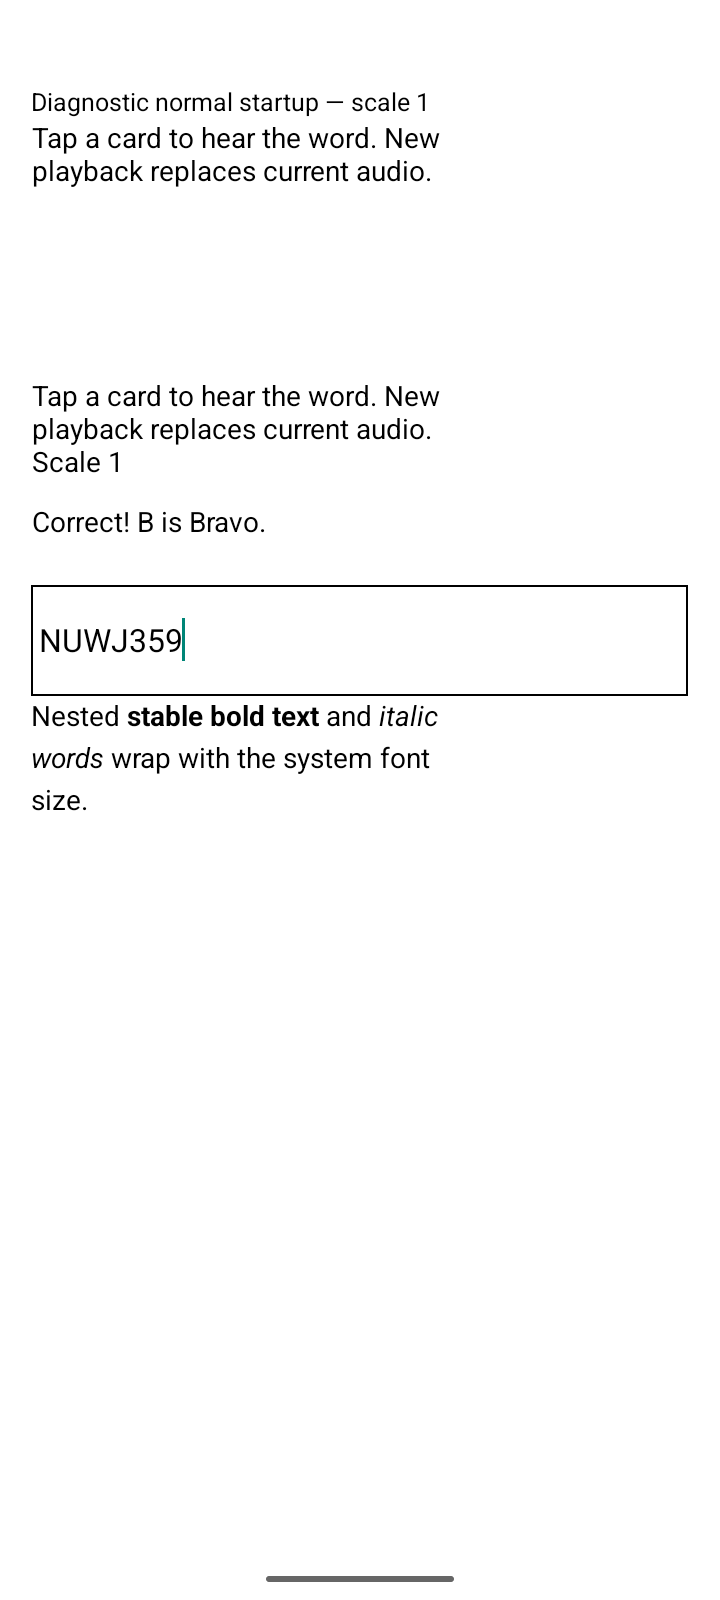 Diagnostic normal startup — scale 1
Tap a card to hear the word. New
playback replaces current audio.
Tap a card to hear the word. New
playback replaces current audio.
Scale 1
Correct! B is Bravo.
NUWJ359
Nested stable bold text and italic
words wrap with the system font
size.